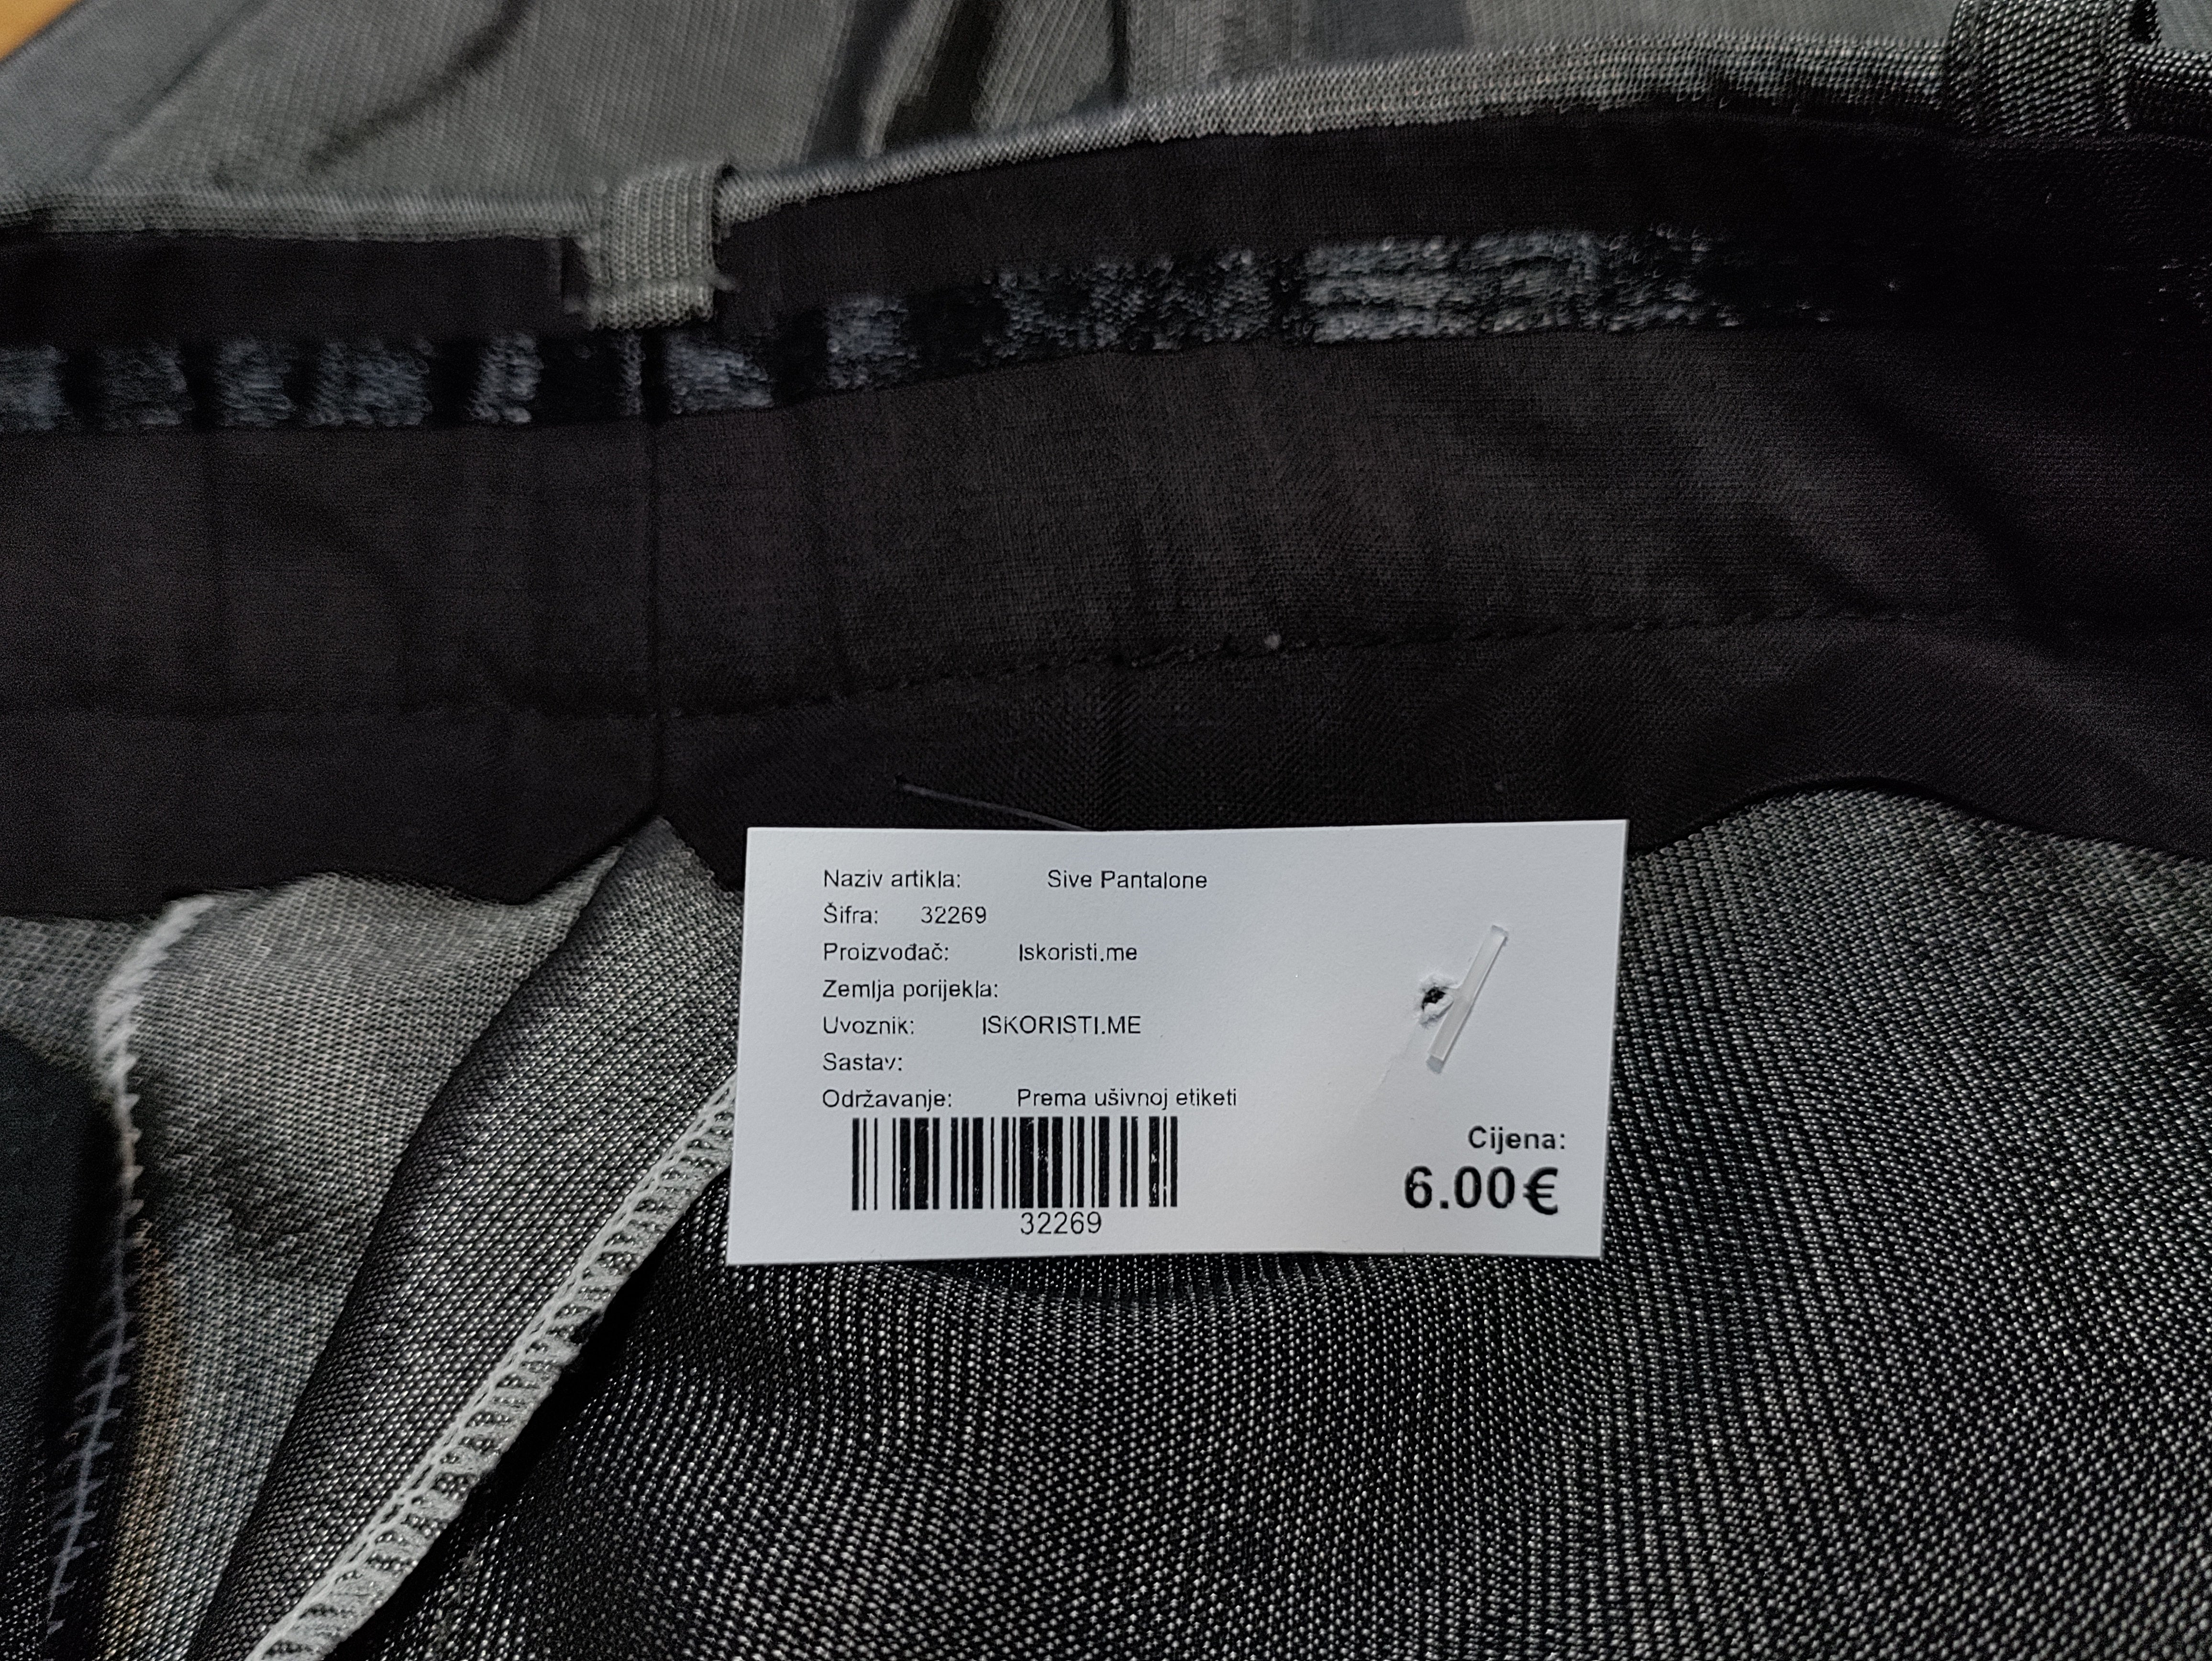 Naziv artikla: Sive Pantalone
Šifra: 32269
Proizvođač: Iskoristi.me
Zemlja porijekla:
Uvoznik: ISKORISTI.ME
Sastav:
Održavanje: Prema ušivnoj etiketi
32269
Cijena:
6.00€